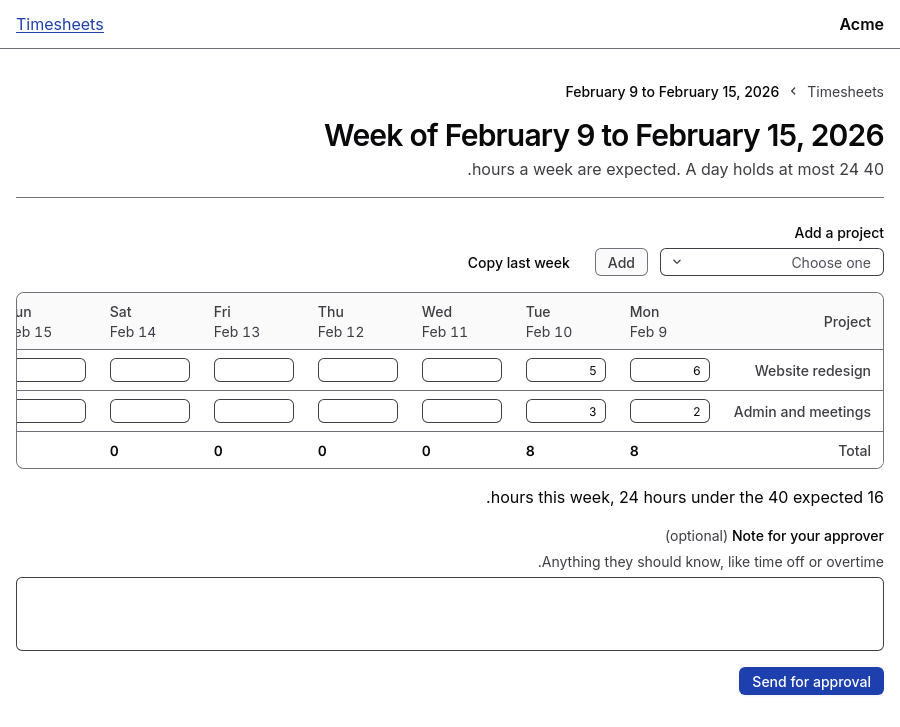 Timesheets Acme
February 9 to February 15, 2026 Timesheets
Week of February 9 to February 15, 2026
.hours a week are expected. A day holds at most 24 40
Add a project
Copy last week Add Choose one
un Sat Fri Thu Wed Tue Mon Project
eb 15 Feb 14 Feb 13 Feb 12 Feb 11 Feb 10 Feb 9
5 6 Website redesign
3 2 Admin and meetings
0 0 0 0 8 8 Total
.hours this week, 24 hours under the 40 expected 16
(optional) Note for your approver
.Anything they should know, like time off or overtime
Send for approval